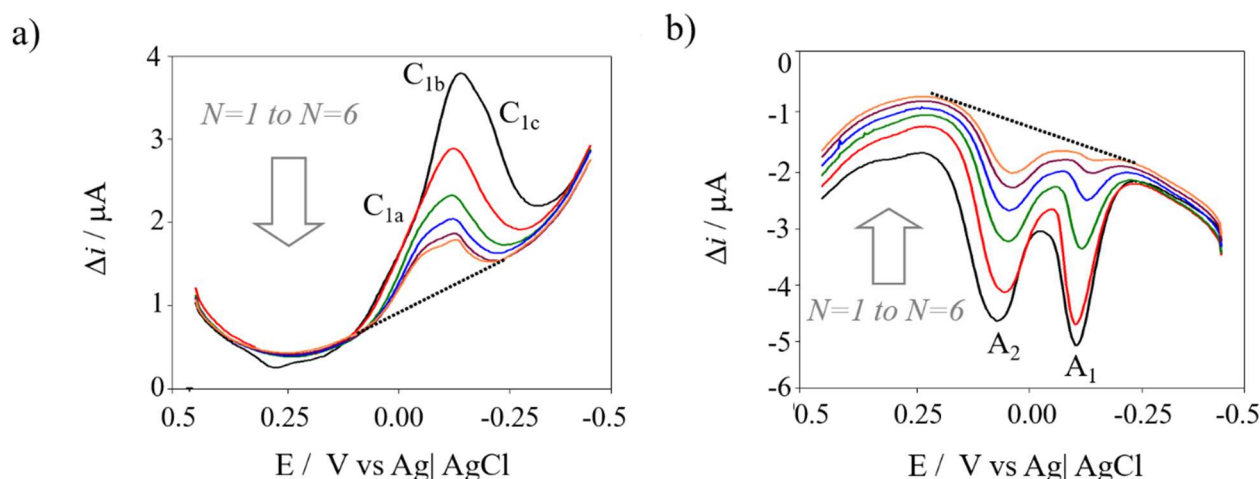 a)
4
3
2
1
0
Δi / μA
N=1 to N=6
C1a
C1b
C1c
0.5
0.25
0.00
-0.25
-0.5
E / V vs Ag| AgCl
b)
0
-1
-2
-3
-4
-5
-6
Δi / μA
N=1 to N=6
A2
A1
0.5
0.25
0.00
-0.25
-0.5
E / V vs Ag| AgCl